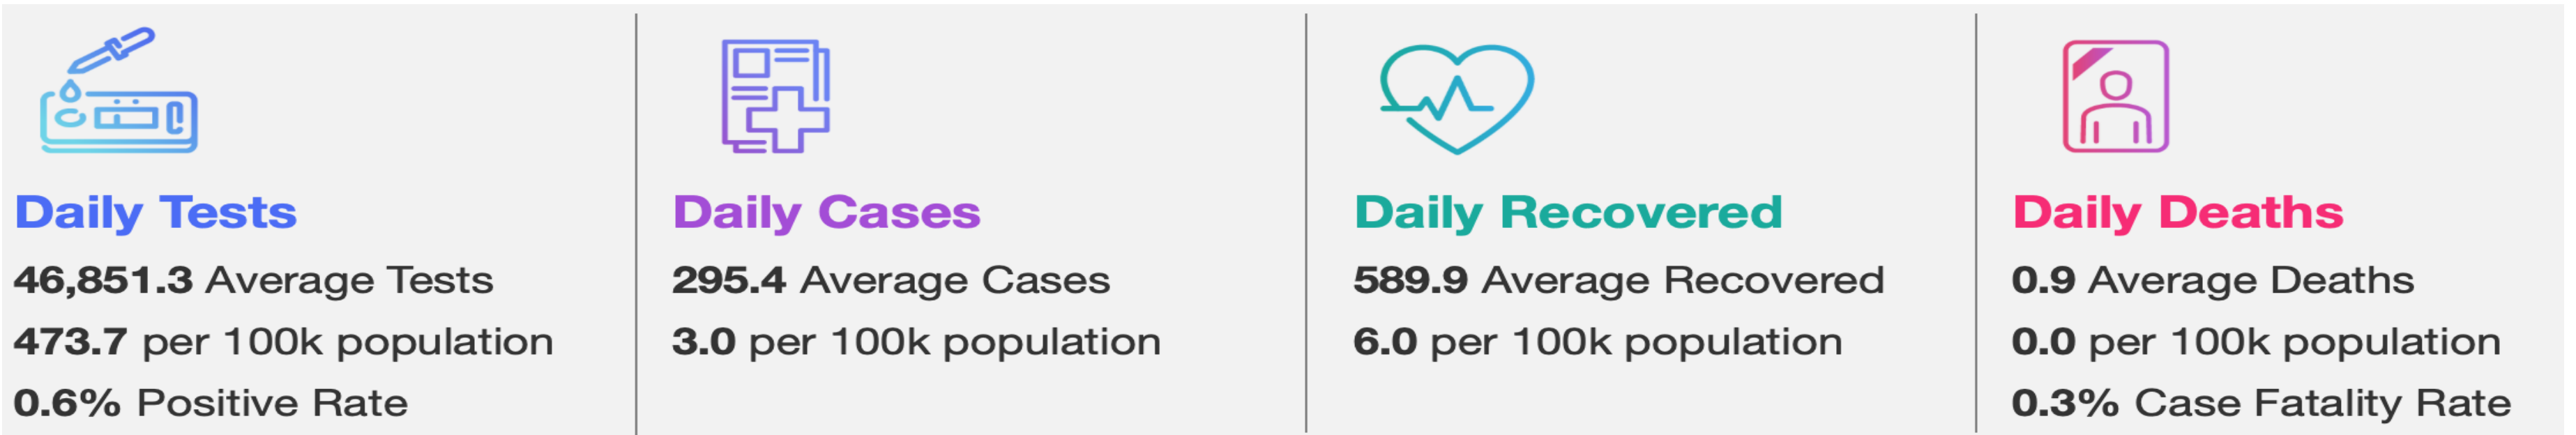 Daily Tests
46,851.3 Average Tests
473.7 per 100k population
0.6% Positive Rate
Daily Cases
295.4 Average Cases
3.0 per 100k population
Daily Recovered
589.9 Average Recovered
6.0 per 100k population
Daily Deaths
0.9 Average Deaths
0.0 per 100k population
0.3% Case Fatality Rate